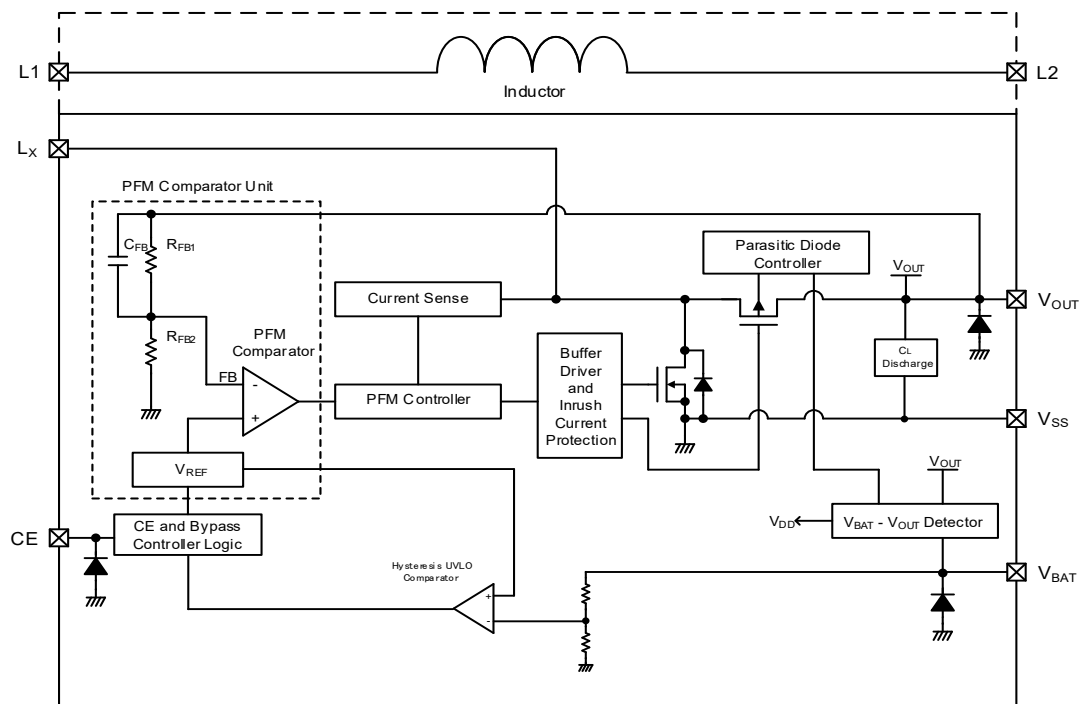 L1
L2
Inductor
LX
PFM Comparator Unit
CFB
RFB1
RFB2
PFM
Comparator
FB
-
+
VREF
Current Sense
PFM Controller
Buffer
Driver
and
Inrush
Current
Protection
Parasitic Diode
Controller
VOUT
VOUT
CL
Discharge
VSS
CE
CE and Bypass
Controller Logic
Hysteresis UVLO
Comparator
+
-
VOUT
VDD
VBAT - VOUT Detector
VBAT